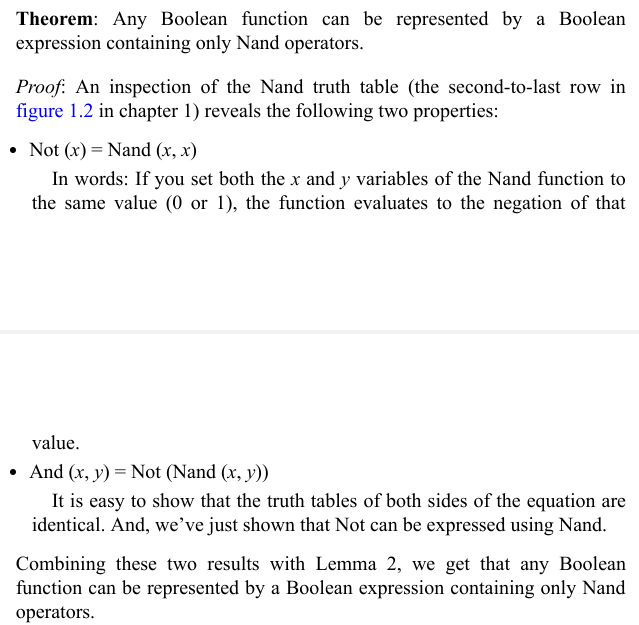 Theorem: Any Boolean function can be represented by a Boolean
expression containing only Nand operators.
Proof: An inspection of the Nand truth table (the second-to-last row in
figure 1.2 in chapter 1) reveals the following two properties:
• Not (x) = Nand (x, x)
In words: If you set both the x and y variables of the Nand function to
the same value (0 or 1), the function evaluates to the negation of that
value.
• And (x, y) = Not (Nand (x, y))
It is easy to show that the truth tables of both sides of the equation are
identical. And, we’ve just shown that Not can be expressed using Nand.
Combining these two results with Lemma 2, we get that any Boolean
function can be represented by a Boolean expression containing only Nand
operators.